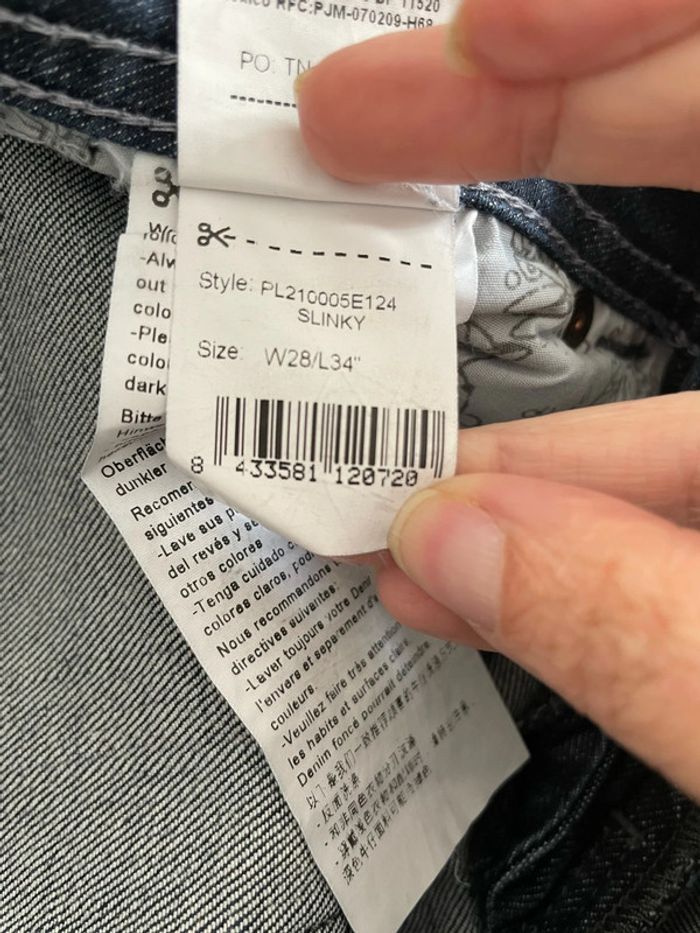 RFC:PJM-070209-H68
PO: TN
Style: PL210005E124
SLINKY
Size: W28/L34"
8 433581 120720
-Alw
out
colo
-Ple
colo
dark
Bitte
Oberfläch
dunkler
Recomen
siguientes
-Lave sus p
del revés y se
otros colores
-Tenga cuidado c
colores claros, pod
Nous recommandons
directives suivantes:
-Laver toujours votre Deni
l'envers et séparement d'a
couleurs.
-Veuillez faire très attention
les habits et surfaces claire
Denim foncé pourrait déteindre